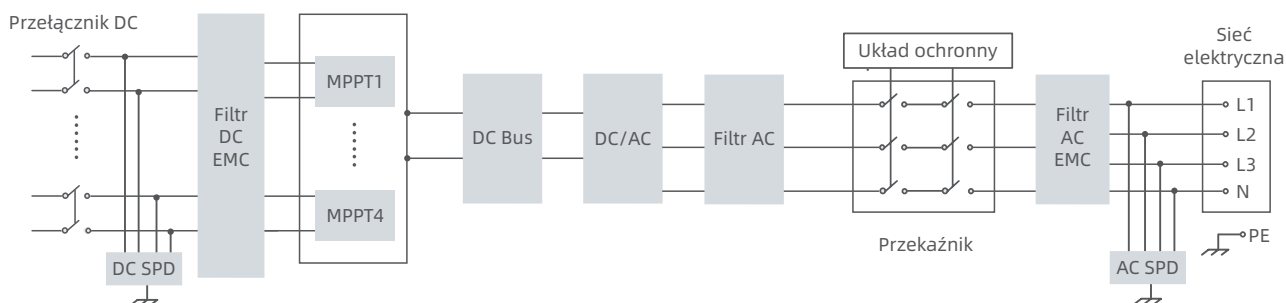 Przełącznik DC
Filtr
DC
EMC
MPPT1
MPPT4
DC SPD
DC Bus
DC/AC
Filtr AC
Układ ochronny
Przekaźnik
Filtr
AC
EMC
Sieć
elektryczna
L1
L2
L3
N
PE
AC SPD